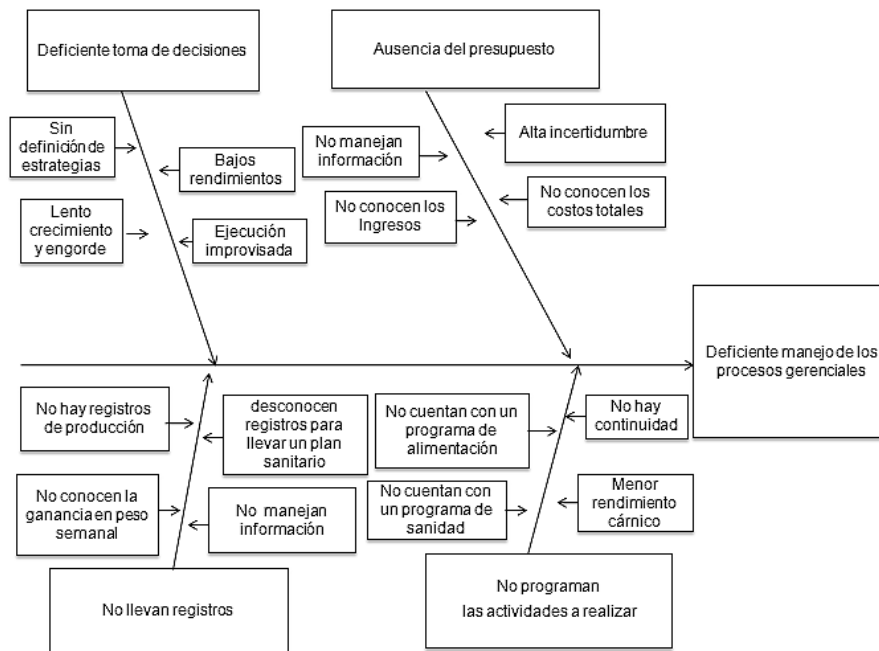 Deficiente toma de decisiones
Ausencia del presupuesto
Sin
definición de
estrategias
Bajos
rendimientos
Lento
crecimiento
y engorde
Ejecución
improvisada
No manejan
información
Alta incertidumbre
No conocen los
Ingresos
No conocen los
costos totales
Deficiente manejo de los
procesos gerenciales
No hay registros
de producción
desconocen
registros para
llevar un plan
sanitario
No conocen la
ganancia en peso
semanal
No manejan
información
No llevan registros
No cuentan con un
programa de
alimentación
No hay
continuidad
No cuentan con
un programa de
sanidad
Menor
rendimiento
cárnico
No programan
las actividades a realizar